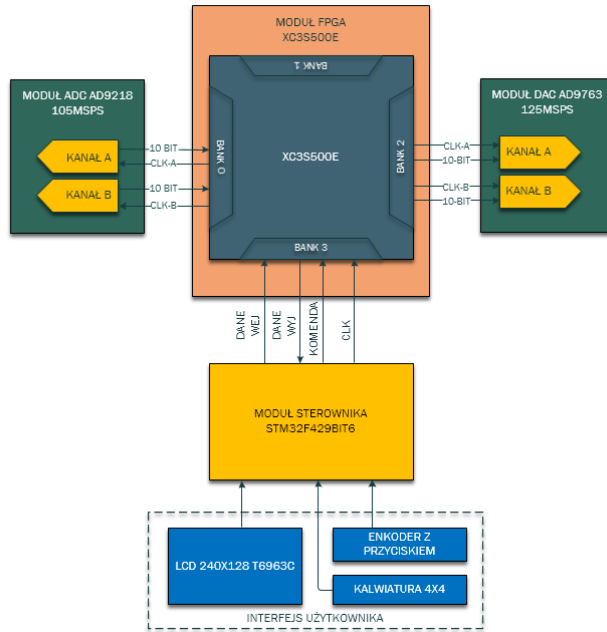 MODUŁ FPGA
XC3S500E
BANK 1
MODUŁ ADC AD9218
105MSPS
KANAŁ A
KANAŁ B
10 BIT
CLK-A
10 BIT
CLK-B
BANK 0
XC3S500E
BANK 2
BANK 3
MODUŁ DAC AD9763
125MSPS
CLK-A
10-BIT
CLK-B
10-BIT
KANAŁ A
KANAŁ B
DANE
WEJ
DANE
WYJ
KOMENDA
CLK
MODUŁ STEROWNIKA
STM32F429BIT6
LCD 240X128 T6963C
ENKODER Z
PRZYCISKIEM
KALWIATURA 4X4
INTERFEJS UŻYTKOWNIKA